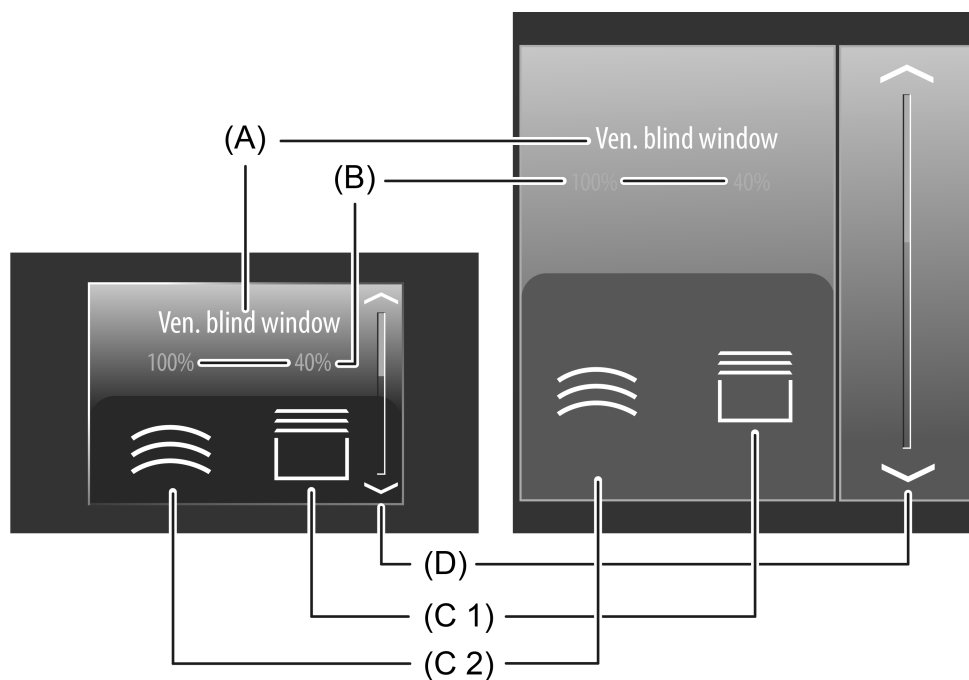 (A)
Ven. blind window
(B)
100% 40%
Ven. blind window
100% 40%
(D)
(C 1)
(C 2)